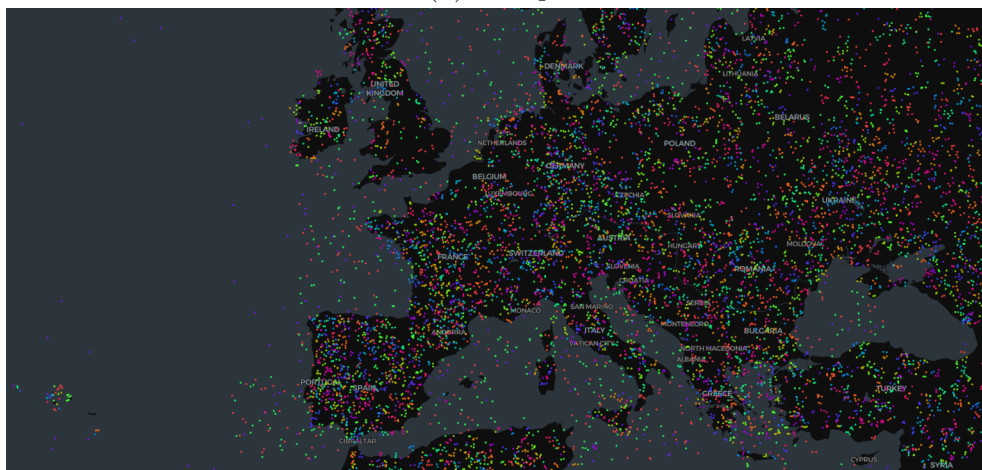 LATVIA
DENMARK
LITHUANIA
UNITED
KINGDOM
BELARUS
IRELAND
NETHERLANDS
POLAND
GERMANY
BELGIUM
LUXEMBOURG
CZECHIA
UKRAINE
SLOVAKIA
AUSTRIA
MOLDOVA
HUNGARY
FRANCE
SWITZERLAND
SLOVENIA
ROMANIA
CROATIA
SERBIA
SAN MARINO
MONACO
MONTENEGRO
ITALY
BULGARIA
ANDORRA
VATICAN CITY
NORTH MACEDONIA
ALBANIA
PORTUGAL
SPAIN
GREECE
TURKEY
GIBRALTAR
CYPRUS
SYRIA